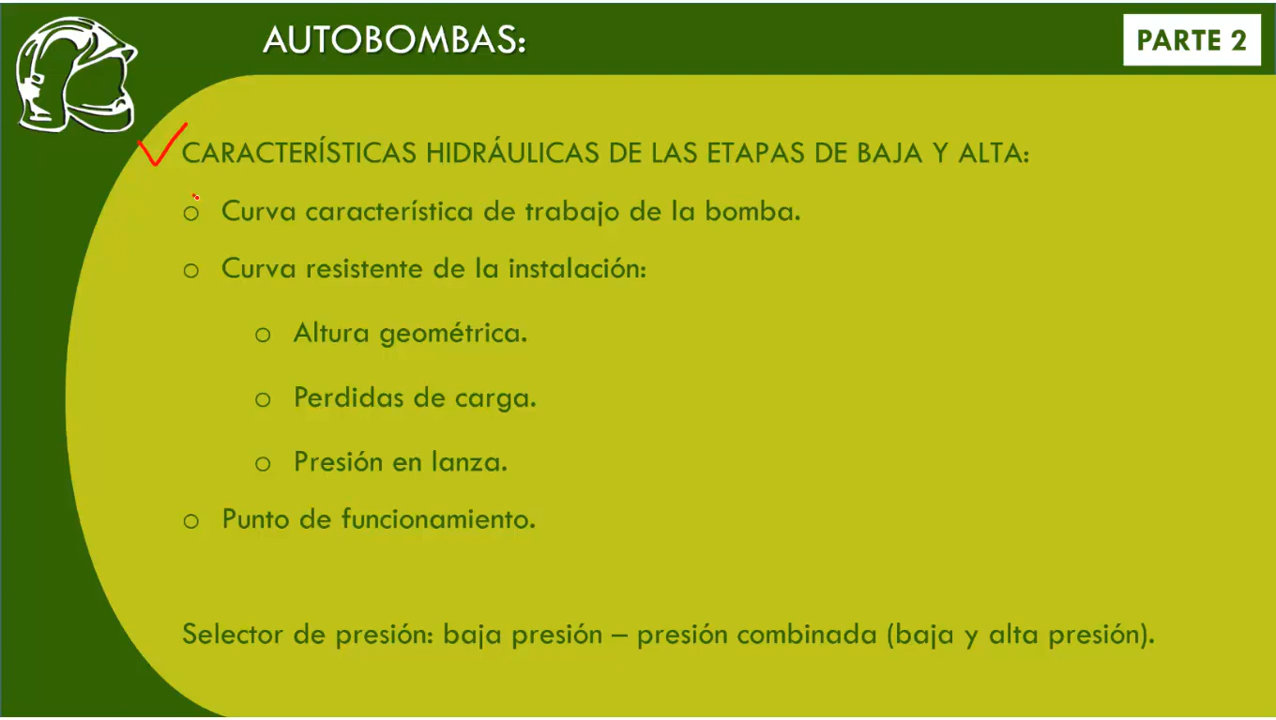 AUTOBOMBAS:
PARTE 2
CARACTERÍSTICAS HIDRÁULICAS DE LAS ETAPAS DE BAJA Y ALTA:
o Curva característica de trabajo de la bomba.
o Curva resistente de la instalación:
o Altura geométrica.
o Perdidas de carga.
o Presión en lanza.
o Punto de funcionamiento.
Selector de presión: baja presión – presión combinada (baja y alta presión).